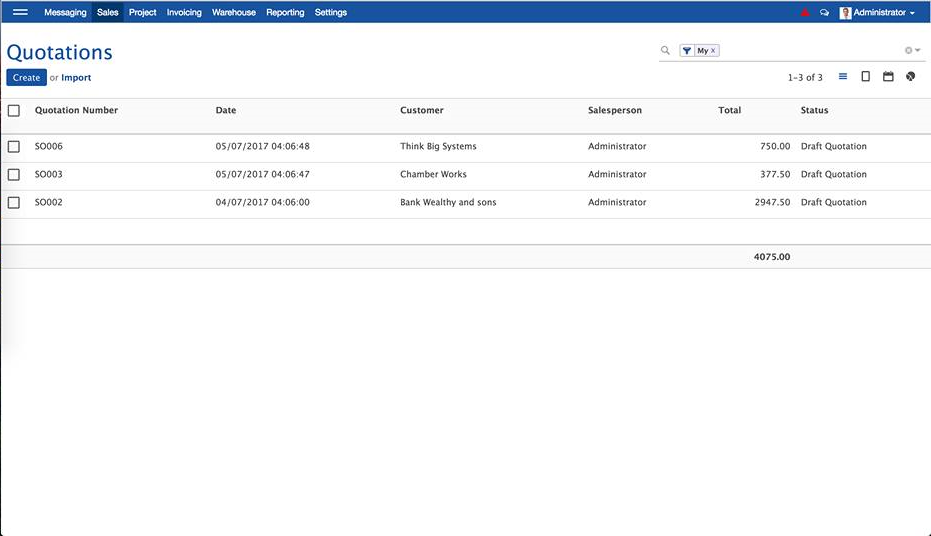 Messaging Sales Project Invoicing Warehouse Reporting Settings Administrator
Quotations
My x
Create or Import
1-3 of 3
Quotation Number Date Customer Salesperson Total Status
SO006 05/07/2017 04:06:48 Think Big Systems Administrator 750.00 Draft Quotation
SO003 05/07/2017 04:06:47 Chamber Works Administrator 377.50 Draft Quotation
SO002 04/07/2017 04:06:00 Bank Wealthy and sons Administrator 2947.50 Draft Quotation
4075.00